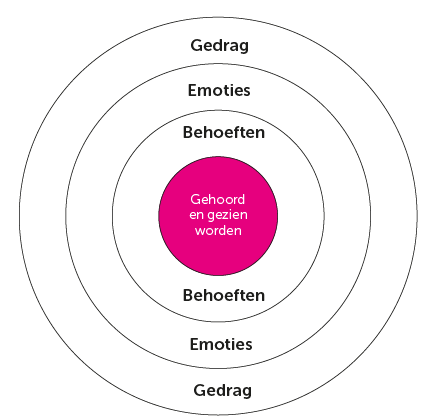 Gedrag
Emoties
Behoeften
Gehoord
en gezien
worden
Behoeften
Emoties
Gedrag